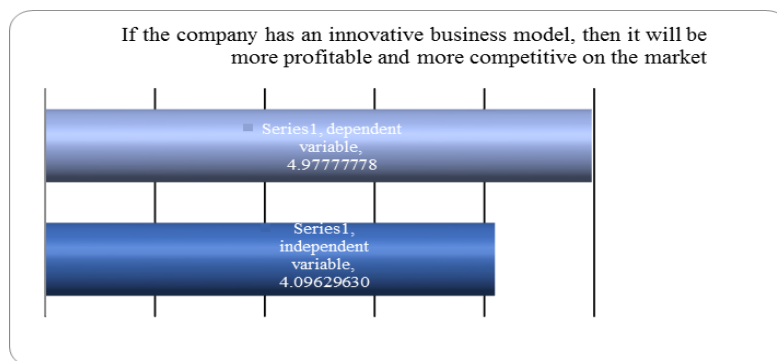 If the company has an innovative business model, then it will be
more profitable and more competitive on the market
Series1, dependent
variable,
4.97777778
Series1,
independent
variable,
4.09629630